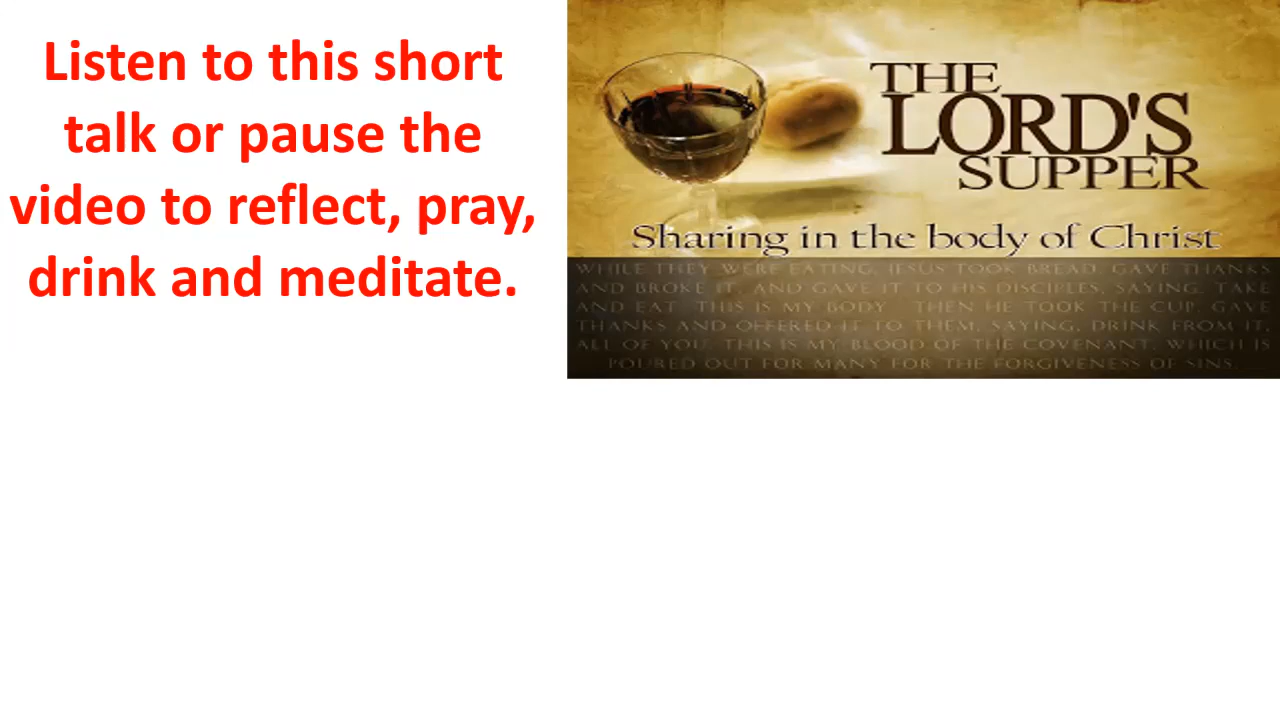 Listen to this short
talk or pause the
video to reflect, pray,
drink and meditate.
THE
LORD'S
SUPPER
Sharing in the body of Christ
WHILE THEY WERE EATING, JESUS TOOK BREAD, GAVE THANKS
AND BROKE IT, AND GAVE IT TO HIS DISCIPLES, SAYING, TAKE
AND EAT THIS IS MY BODY THEN HE TOOK THE CUP, GAVE
THANKS AND OFFERED IT TO THEM, SAYING, DRINK FROM IT,
ALL OF YOU. THIS IS MY BLOOD OF THE COVENANT, WHICH IS
POURED OUT FOR MANY FOR THE FORGIVENESS OF SINS.